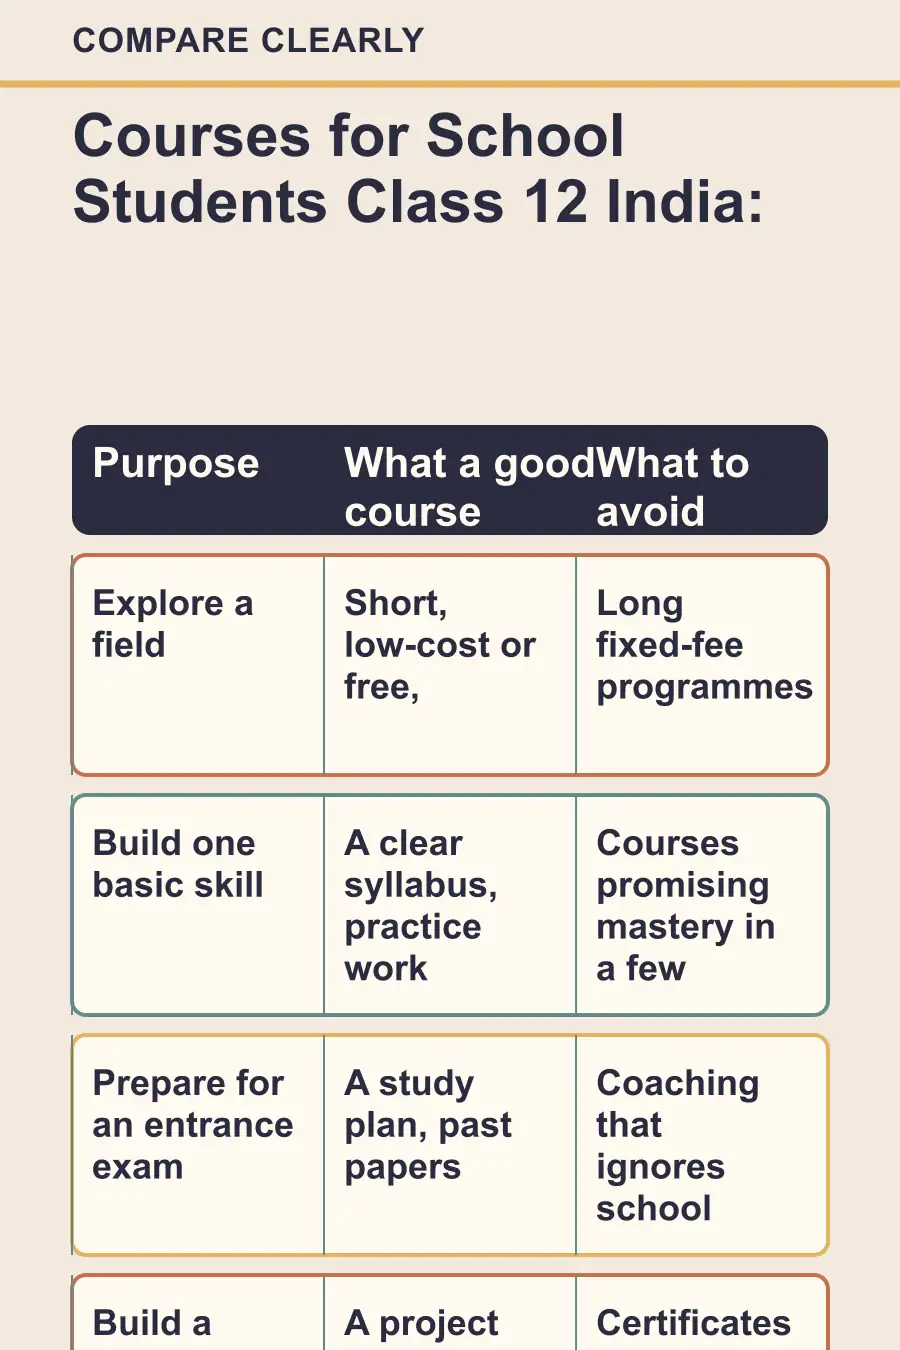 COMPARE CLEARLY
Courses for School
Students Class 12 India:
Purpose
What a good
course
What to
avoid
Explore a
field
Short,
low-cost or
free,
Long
fixed-fee
programmes
Build one
basic skill
A clear
syllabus,
practice
work
Courses
promising
mastery in
a few
Prepare for
an entrance
exam
A study
plan, past
papers
Coaching
that
ignores
school
Build a
A project
Certificates